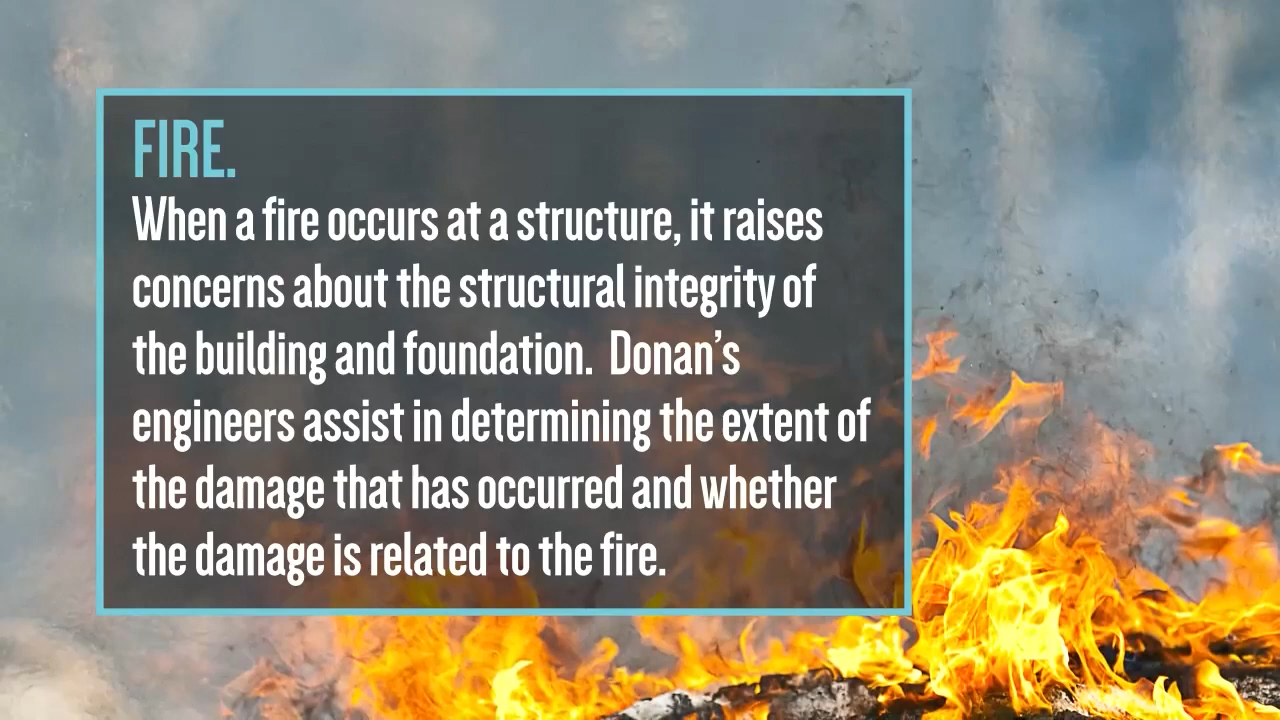 FIRE.
When a fire occurs at a structure, it raises
concerns about the structural integrity of
the building and foundation.  Donan’s
engineers assist in determining the extent of
the damage that has occurred and whether
the damage is related to the fire.